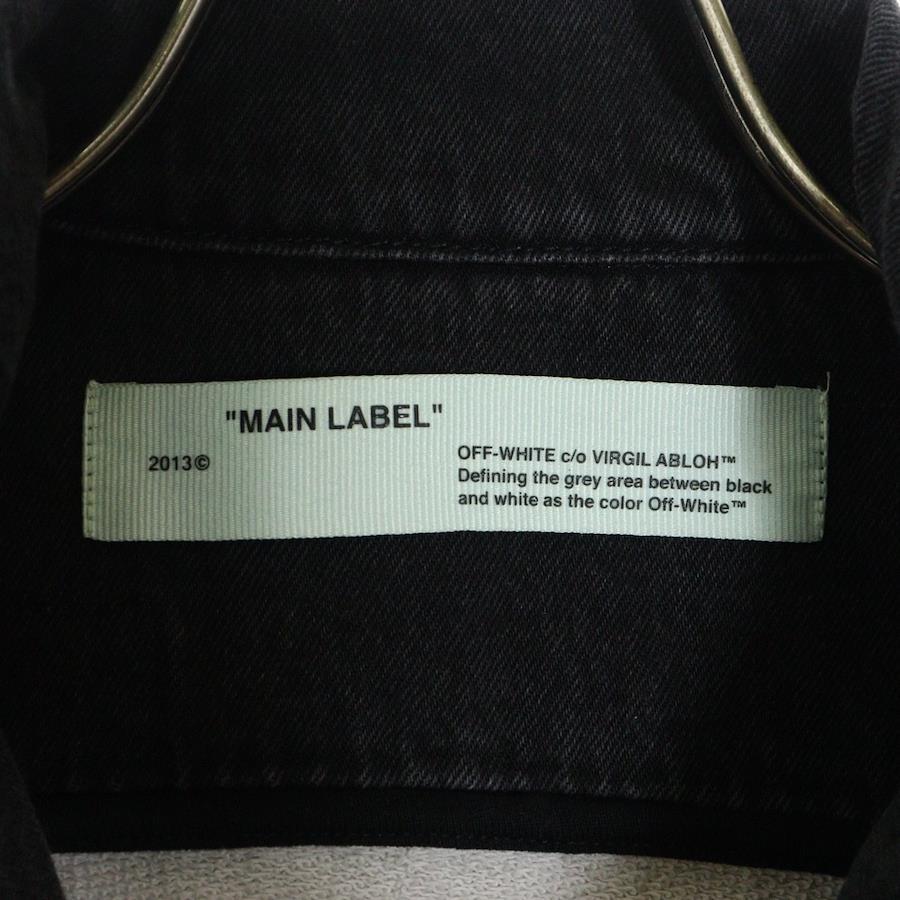 "MAIN LABEL"
2013©
OFF-WHITE c/o VIRGIL ABLOH™
Defining the grey area between black
and white as the color Off-White™